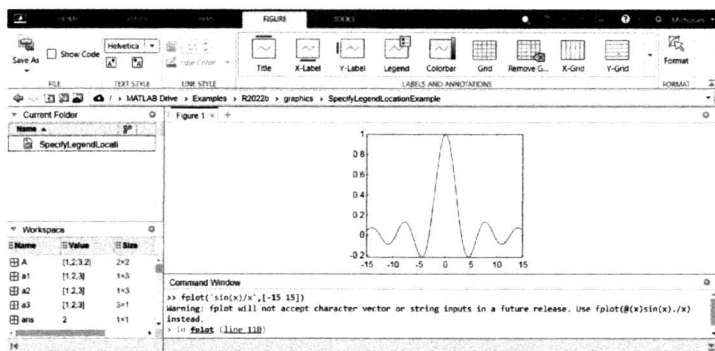 HOME PLOTS APPS FIGURE TOOLS
Save As
Show Code
Helvetica
Line Color
Title X-Label Y-Label Legend Colorbar Grid Remove G... X-Grid Y-Grid Format
FILE TEXT STYLE LINE STYLE LABELS AND ANNOTATIONS FORMAT
/ > MATLAB Drive > Examples > R2022b > graphics > SpecifyLegendLocationExample
Current Folder
Name
SpecifyLegendLocati
Figure 1 × +
1
0.8
0.6
0.4
0.2
0
-0.2
-15 -10 -5 0 5 10 15
Workspace
Name Value Size
A [1,2;3,2] 2×2
a1 [1,2,3] 1×3
a2 [1,2,3] 1×3
a3 [1;2;3] 3×1
ans 2 1×1
Command Window
>> fplot('sin(x)/x',[-15 15])
Warning: fplot will not accept character vector or string inputs in a future release. Use fplot(@(x)sin(x)./x)
instead.
> In fplot (line 110)